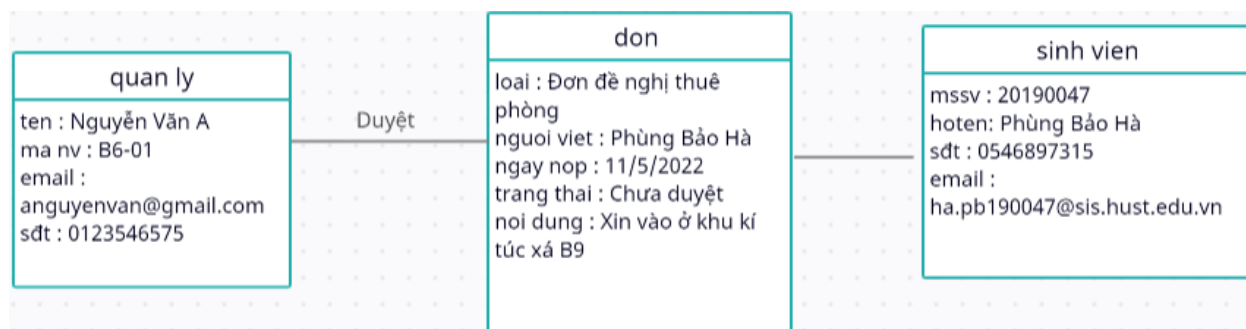 quan ly
ten : Nguyễn Văn A
ma nv : B6-01
email :
anguyenvan@gmail.com
sđt : 0123546575
Duyệt
don
loai : Đơn đề nghị thuê
phòng
nguoi viet : Phùng Bảo Hà
ngay nop : 11/5/2022
trang thai : Chưa duyệt
noi dung : Xin vào ở khu kí
túc xá B9
sinh vien
mssv : 20190047
hoten: Phùng Bảo Hà
sđt : 0546897315
email :
ha.pb190047@sis.hust.edu.vn